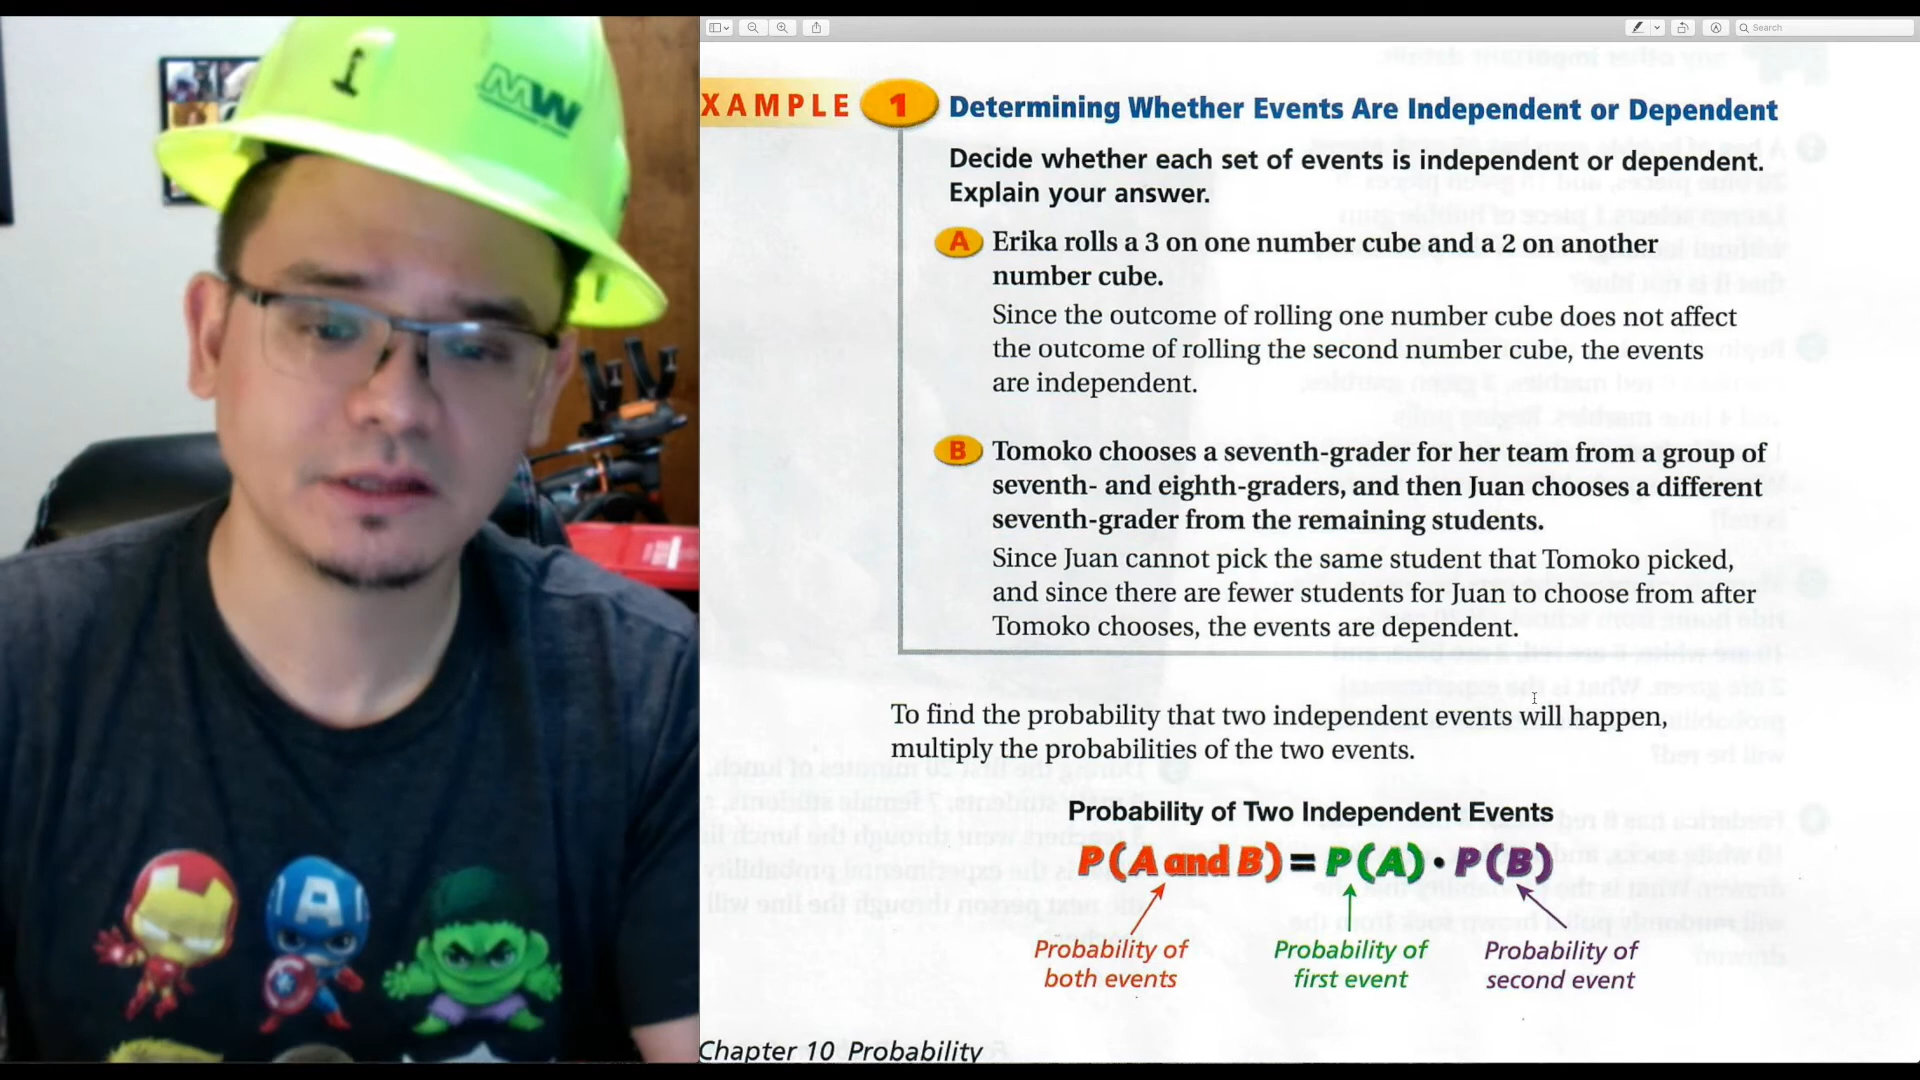 I
MW
Search
XAMPLE 1 Determining Whether Events Are Independent or Dependent
Decide whether each set of events is independent or dependent.
Explain your answer.
A Erika rolls a 3 on one number cube and a 2 on another
number cube.
Since the outcome of rolling one number cube does not affect
the outcome of rolling the second number cube, the events
are independent.
B Tomoko chooses a seventh-grader for her team from a group of
seventh- and eighth-graders, and then Juan chooses a different
seventh-grader from the remaining students.
Since Juan cannot pick the same student that Tomoko picked,
and since there are fewer students for Juan to choose from after
Tomoko chooses, the events are dependent.
To find the probability that two independent events will happen,
multiply the probabilities of the two events.
Probability of Two Independent Events
P(A and B) = P(A) • P(B)
Probability of Probability of Probability of
both events first event second event
Chapter 10 Probability